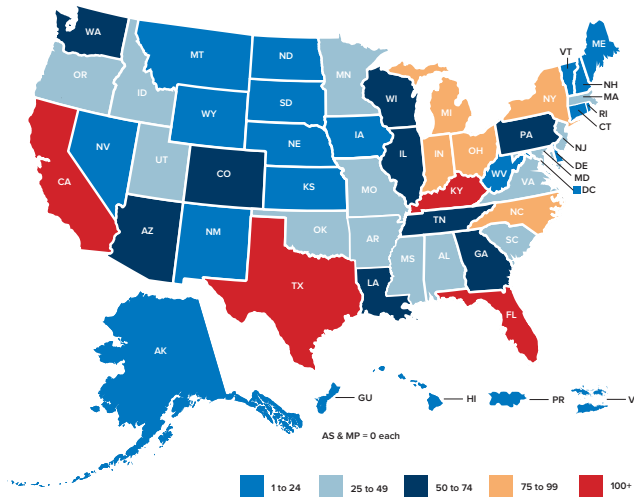 WA
MT
ND
MN
VT
ME
OR
ID
SD
WI
NH
MA
NY
WY
MI
RI
CT
IA
PA
NE
NV
IL
IN
OH
NJ
UT
DE
CO
WV
MD
CA
KS
MO
KY
VA
DC
NC
TN
AZ
NM
OK
AR
SC
MS
AL
GA
LA
TX
FL
AK
GU
HI
PR
V
AS & MP = 0 each
1 to 24
25 to 49
50 to 74
75 to 99
100+